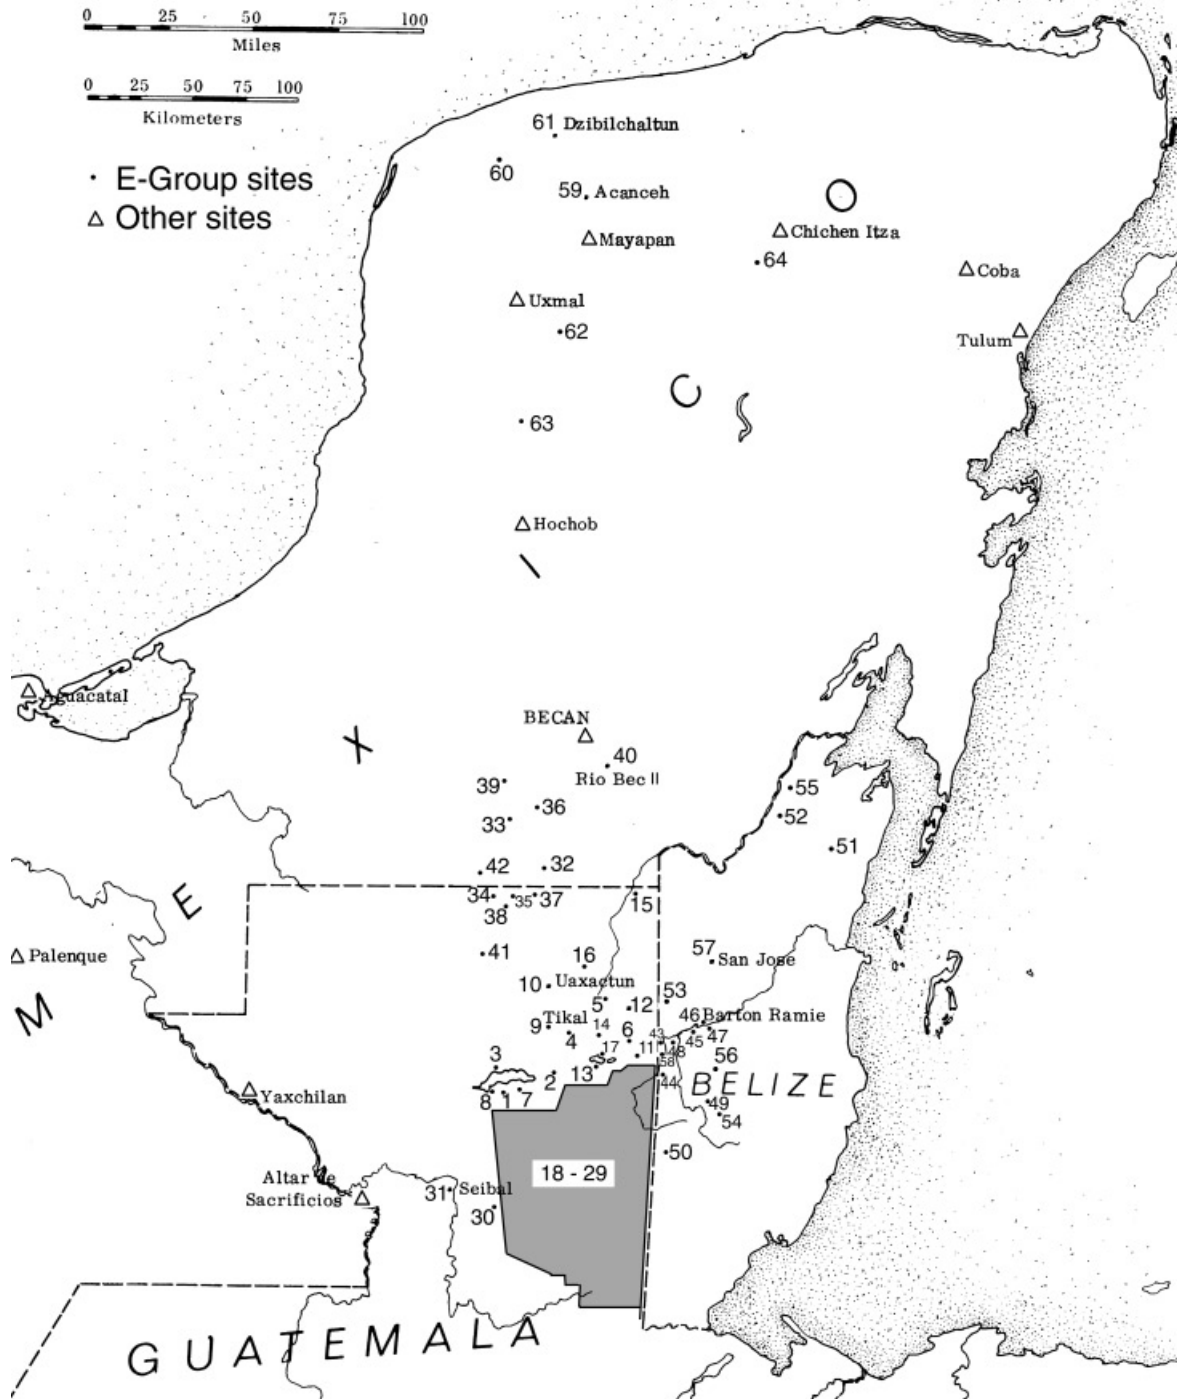 0 25 50 100
Miles
0 25 50 75 100
Kilometers
· E-Group sites
△ Other sites
61 Dzibilchaltun
60
59 Acanceh
Mayapan
Chichen Itza
64
Coba
Uxmal
62
Tulum
63
Hochob
M E X I C O
Aguacatal
BECAN
40
Rio Bec II
39
36
33
55
52
51
42
32
34
35
37
38
15
41
16
57
San Jose
Palenque
10 Uaxactun
5
12
53
9
Tikal
4
14
6
46 Barton Ramie
43
45
47
17
11
48
58
56
3
2
13
44
BELIZE
8
1
7
49
54
Yaxchilan
50
18 - 29
Altar de
Sacrificios
31 Seibal
30
GUATEMALA